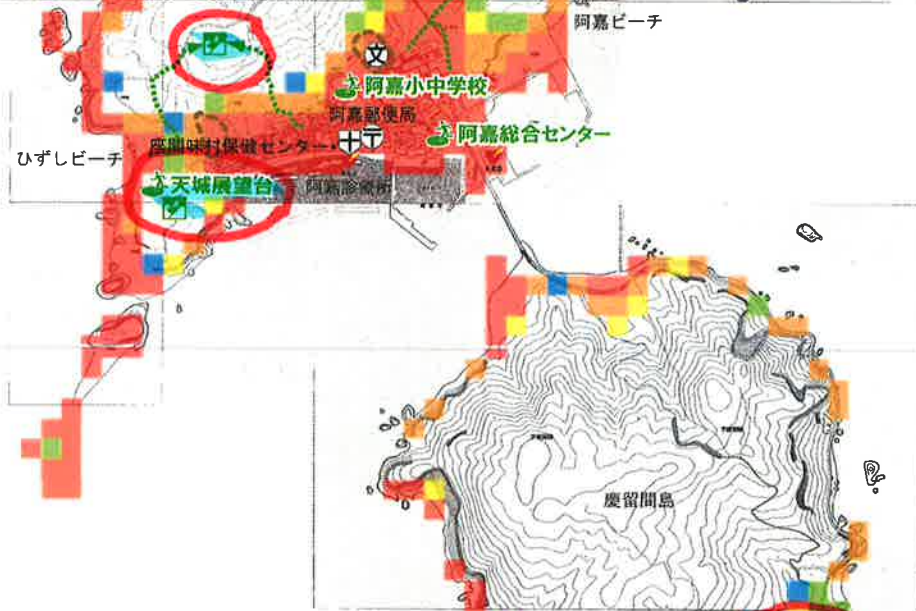 阿嘉ビーチ
文
阿嘉小中学校
阿嘉郵便局
阿嘉総合センター
座間味村保健センター
ひずしビーチ
天城展望台
阿嘉診療所
慶留間島